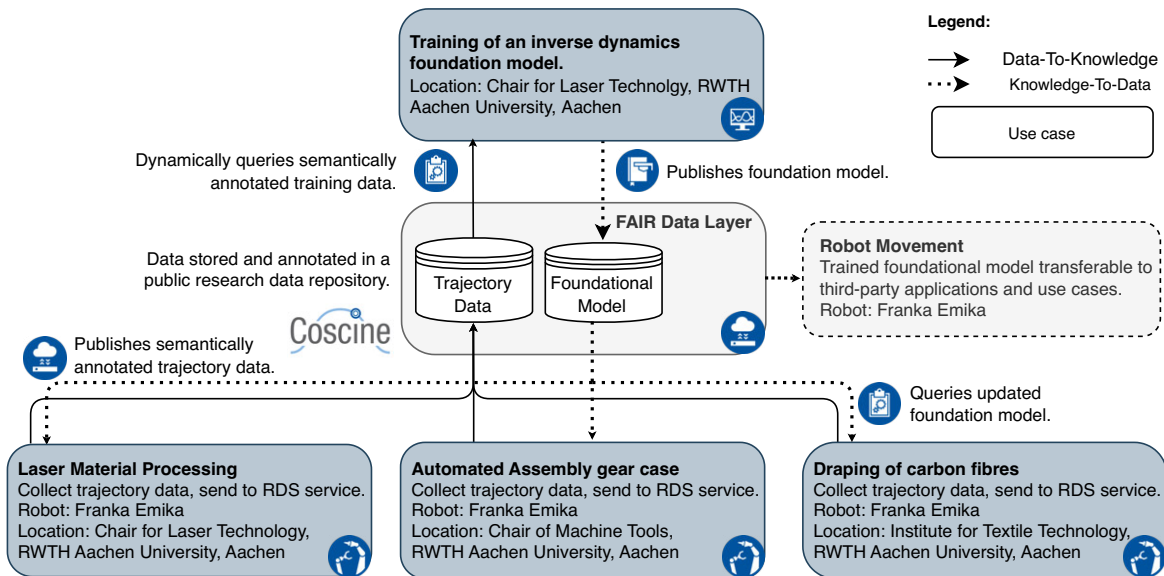 Training of an inverse dynamics
foundation model.
Location: Chair for Laser Technolgy, RWTH
Aachen University, Aachen
Legend:
Data-To-Knowledge
Knowledge-To-Data
Use case
Dynamically queries semantically
annotated training data.
Publishes foundation model.
FAIR Data Layer
Data stored and annotated in a
public research data repository.
Trajectory
Data
Foundational
Model
Robot Movement
Trained foundational model transferable to
third-party applications and use cases.
Robot: Franka Emika
Coscine
Publishes semantically
annotated trajectory data.
Queries updated
foundation model.
Laser Material Processing
Collect trajectory data, send to RDS service.
Robot: Franka Emika
Location: Chair for Laser Technology,
RWTH Aachen University, Aachen
Automated Assembly gear case
Collect trajectory data, send to RDS service.
Robot: Franka Emika
Location: Chair of Machine Tools,
RWTH Aachen University, Aachen
Draping of carbon fibres
Collect trajectory data, send to RDS service.
Robot: Franka Emika
Location: Institute for Textile Technology,
RWTH Aachen University, Aachen